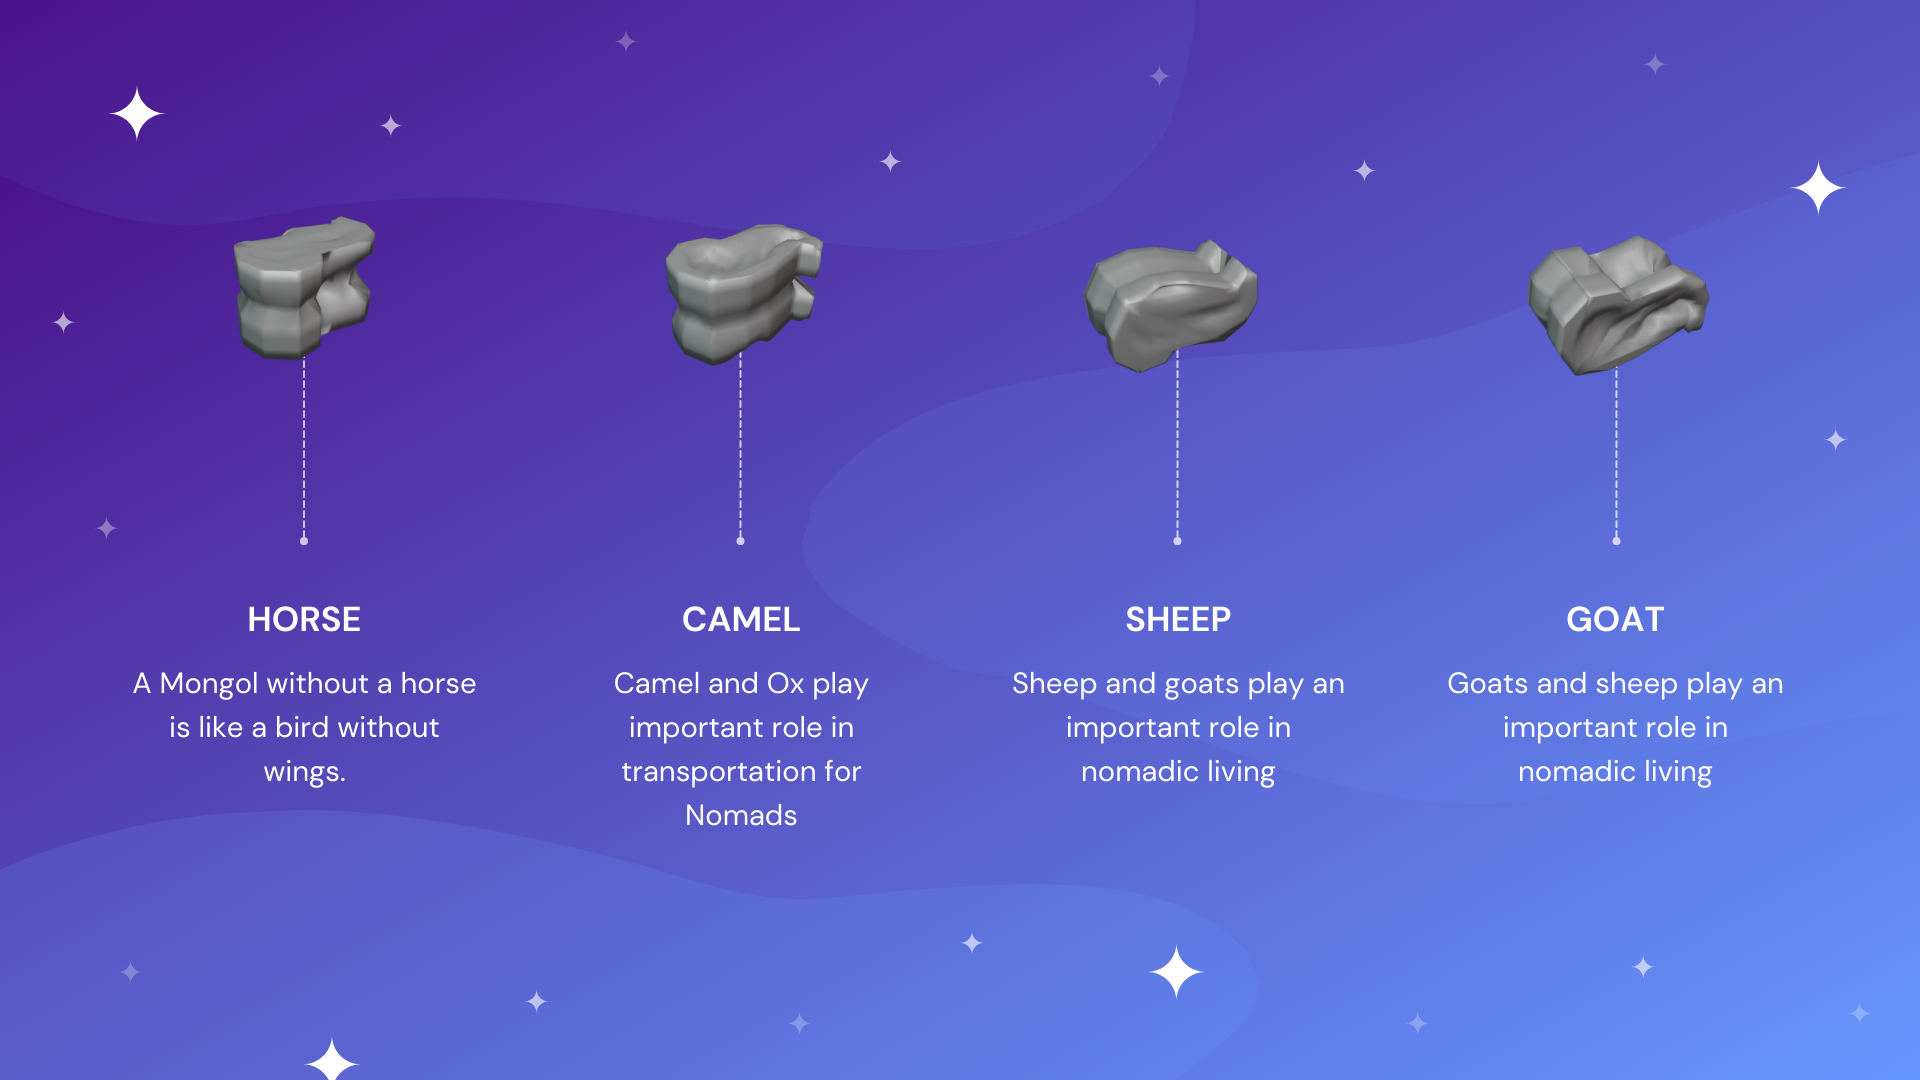 HORSE
A Mongol without a horse
is like a bird without
wings.
CAMEL
Camel and Ox play
important role in
transportation for
Nomads
SHEEP
Sheep and goats play an
important role in
nomadic living
GOAT
Goats and sheep play an
important role in
nomadic living